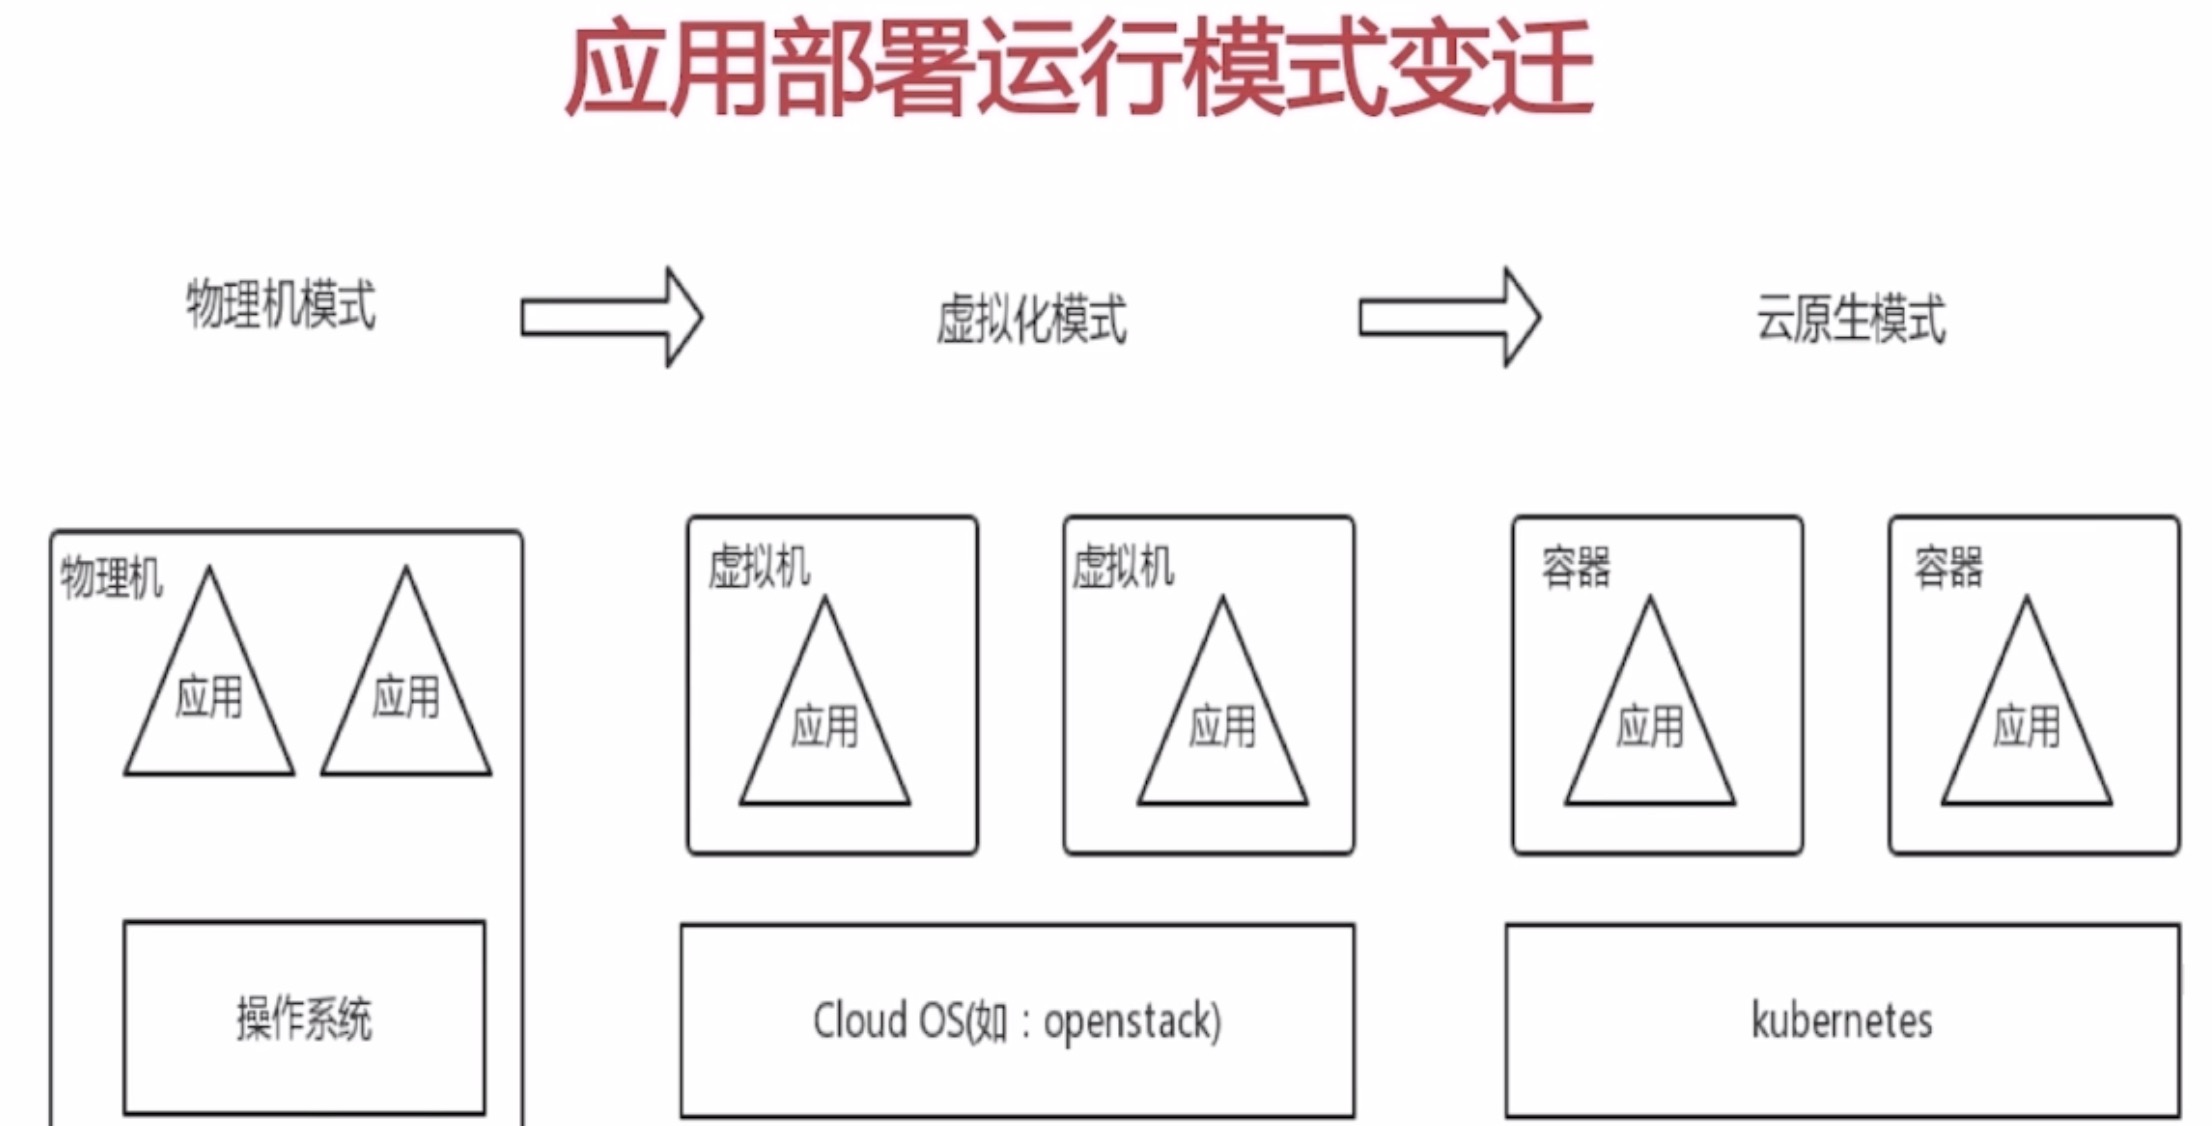 应用部署运行模式变迁
物理机模式
虚拟化模式
云原生模式
物理机
应用
应用
操作系统
虚拟机
应用
虚拟机
应用
Cloud OS(如：openstack)
容器
应用
容器
应用
kubernetes